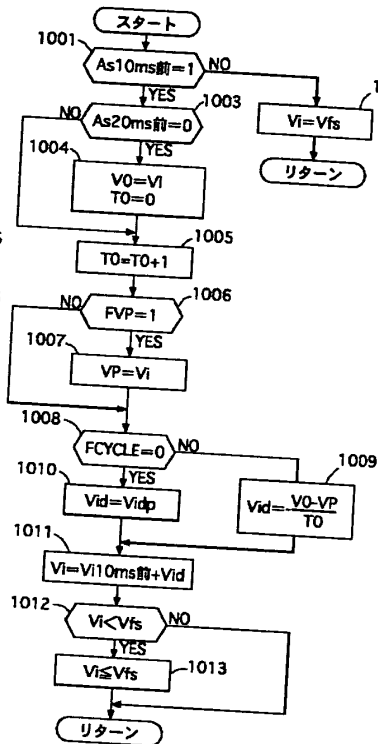 スタート
1001
As10ms前=1
NO
YES
1003
NO
As20ms前=0
Vi=Vfs
1004
YES
リターン
V0=Vi
T0=0
1005
T0=T0+1
1006
NO
FVP=1
1007
YES
VP=Vi
1008
FCYCLE=0
NO
1009
1010
YES
Vid=Vidp
Vid=-V0-VP/T0
1011
Vi=Vi10ms前+Vid
1012
Vi<Vfs
NO
YES
1013
Vi≦Vfs
リターン